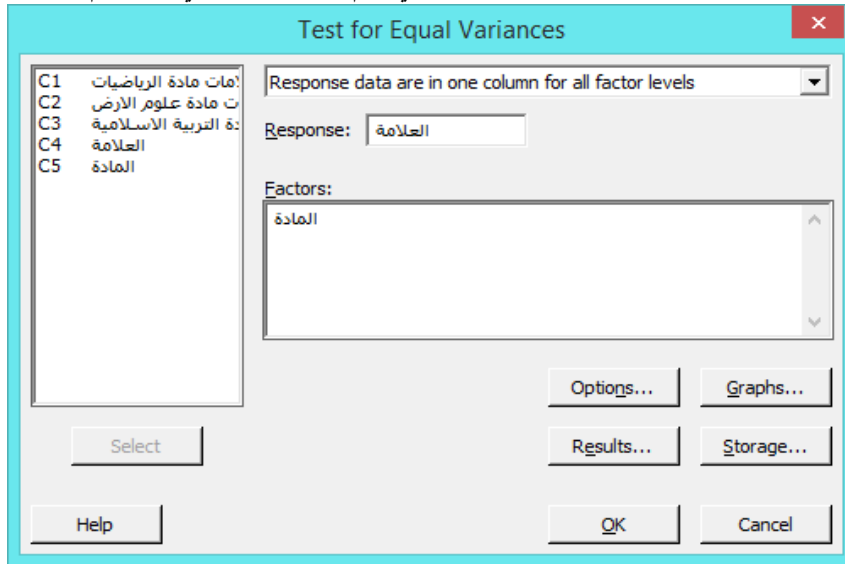 Test for Equal Variances
C1 علامات مادة الرياضيات
C2 ت مادة علوم الارض
C3 دة التربية الاسلامية
C4 العلامة
C5 المادة
Response data are in one column for all factor levels
Response: العلامة
Factors:
المادة
Options...
Graphs...
Select
Results...
Storage...
Help
OK
Cancel